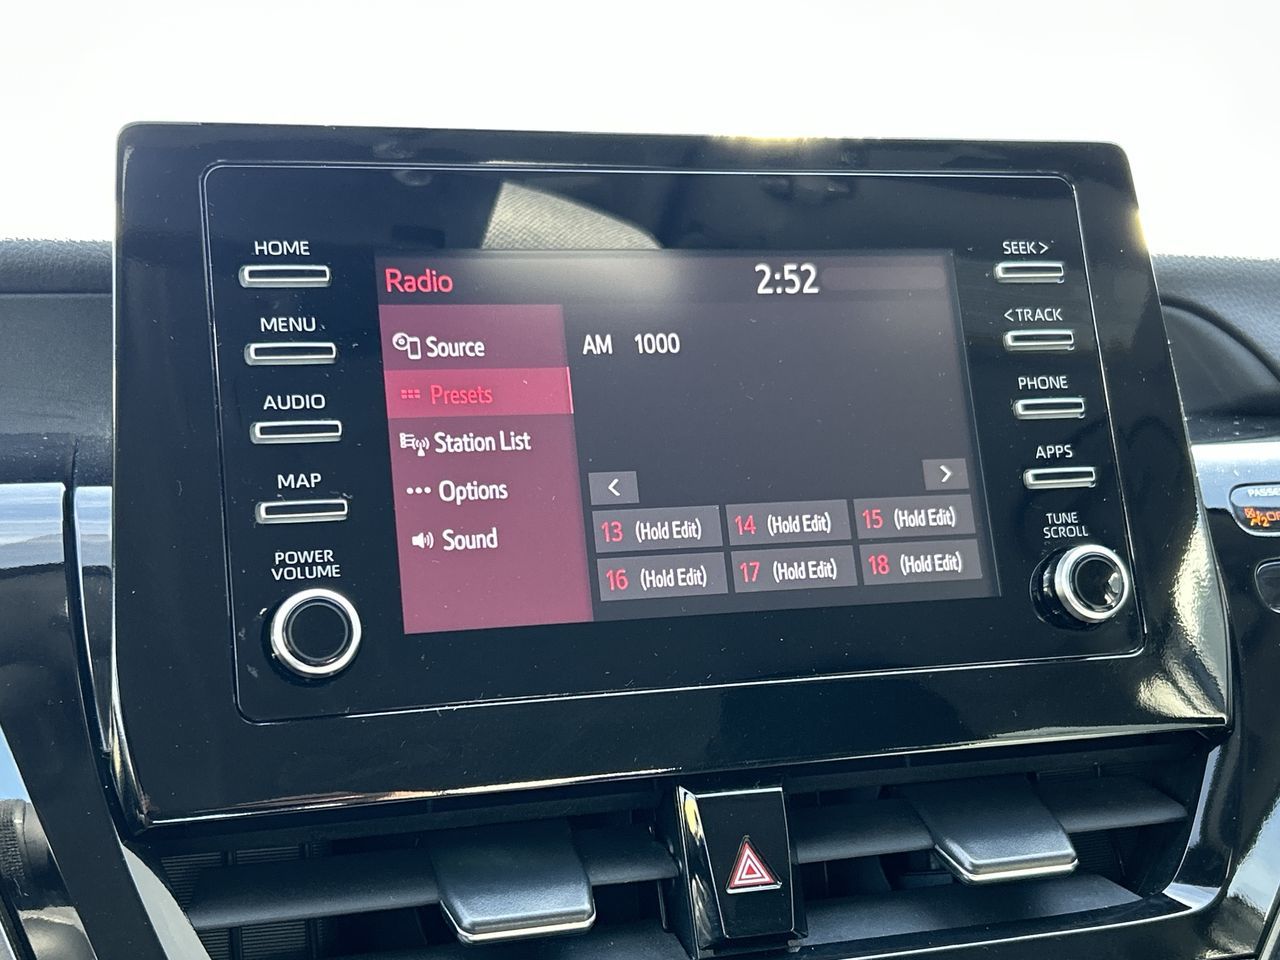 HOME
MENU
AUDIO
MAP
POWER
VOLUME
Radio
2:52
Source
Presets
Station List
Options
Sound
AM 1000
<
>
13 (Hold Edit)
14 (Hold Edit)
15 (Hold Edit)
16 (Hold Edit)
17 (Hold Edit)
18 (Hold Edit)
SEEK>
<TRACK
PHONE
APPS
TUNE
SCROLL